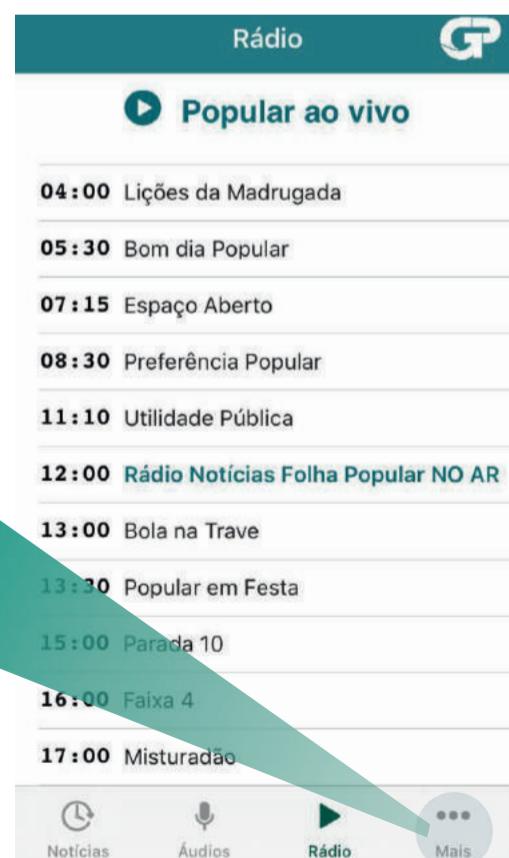 Rádio
GP
Popular ao vivo
04:00 Lições da Madrugada
05:30 Bom dia Popular
07:15 Espaço Aberto
08:30 Preferência Popular
11:10 Utilidade Pública
12:00 Rádio Notícias Folha Popular NO AR
13:00 Bola na Trave
13:30 Popular em Festa
15:00 Parada 10
16:00 Faixa 4
17:00 Misturadão
Notícias Áudios Rádio Mais